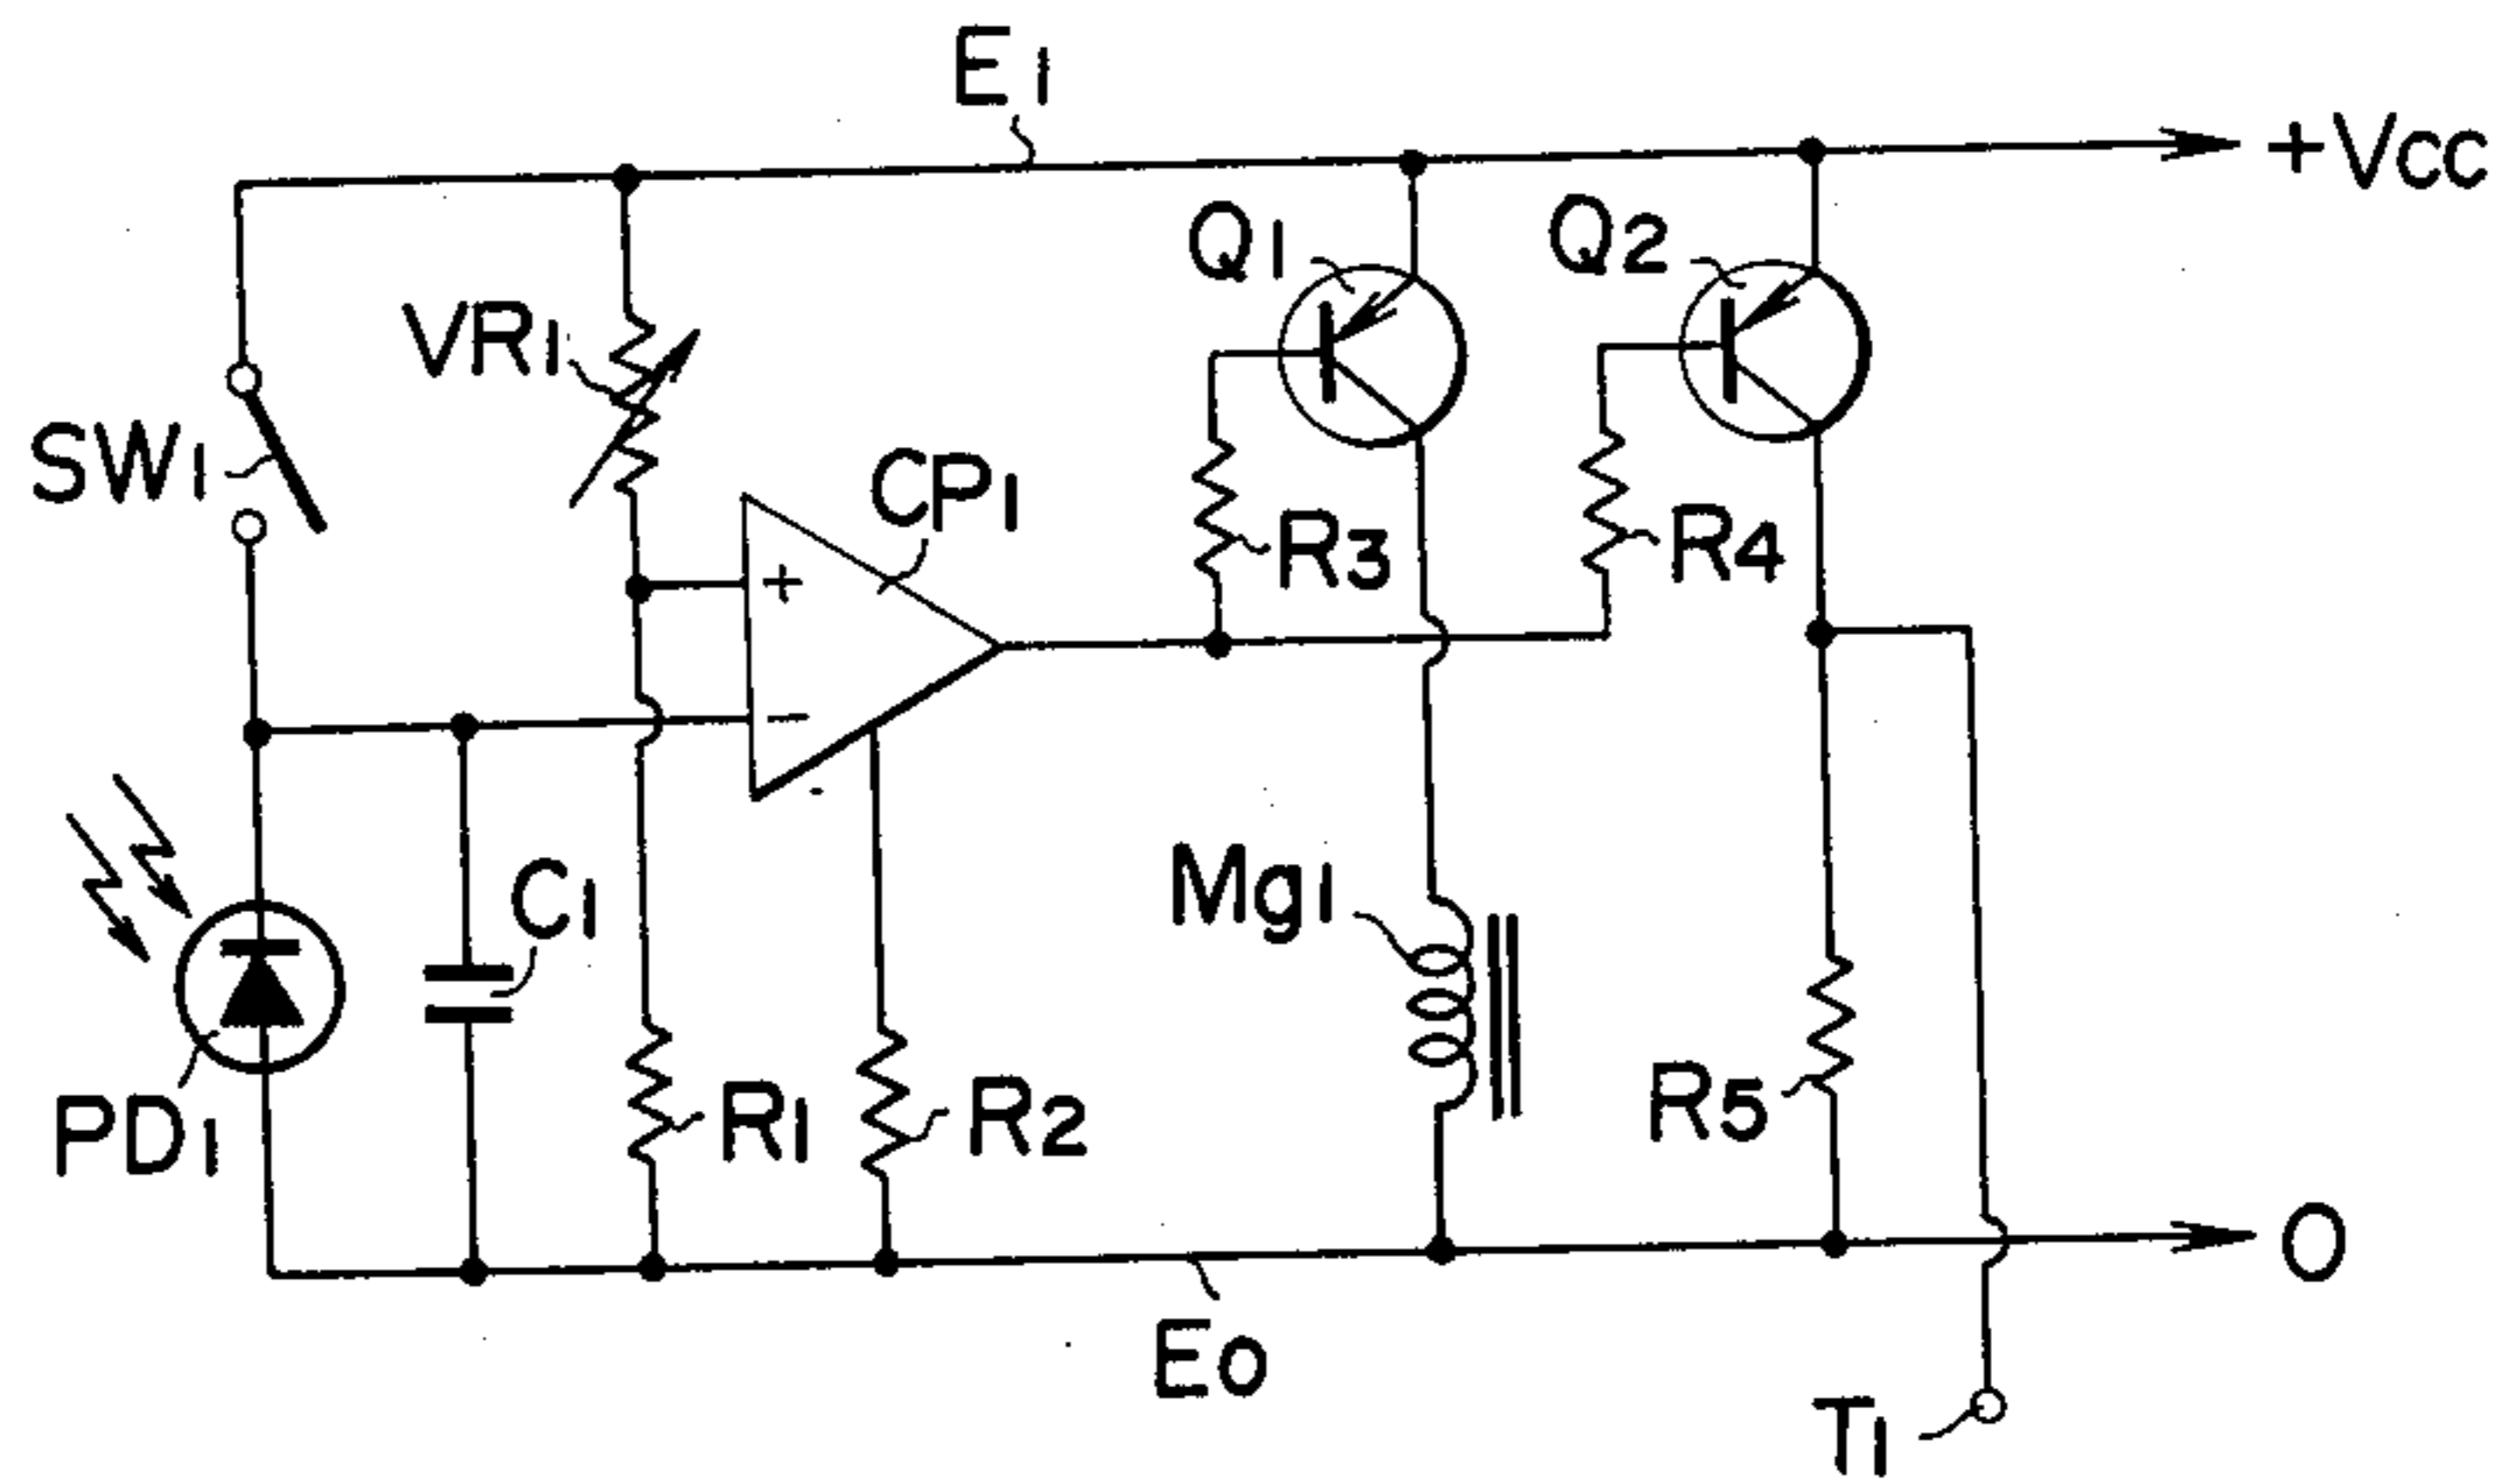 E1
+Vcc
Q1
Q2
VR1
SW1
CP1
R3
R4
+
−
Mg1
C1
PD1
R1
R2
R5
O
Eo
T1